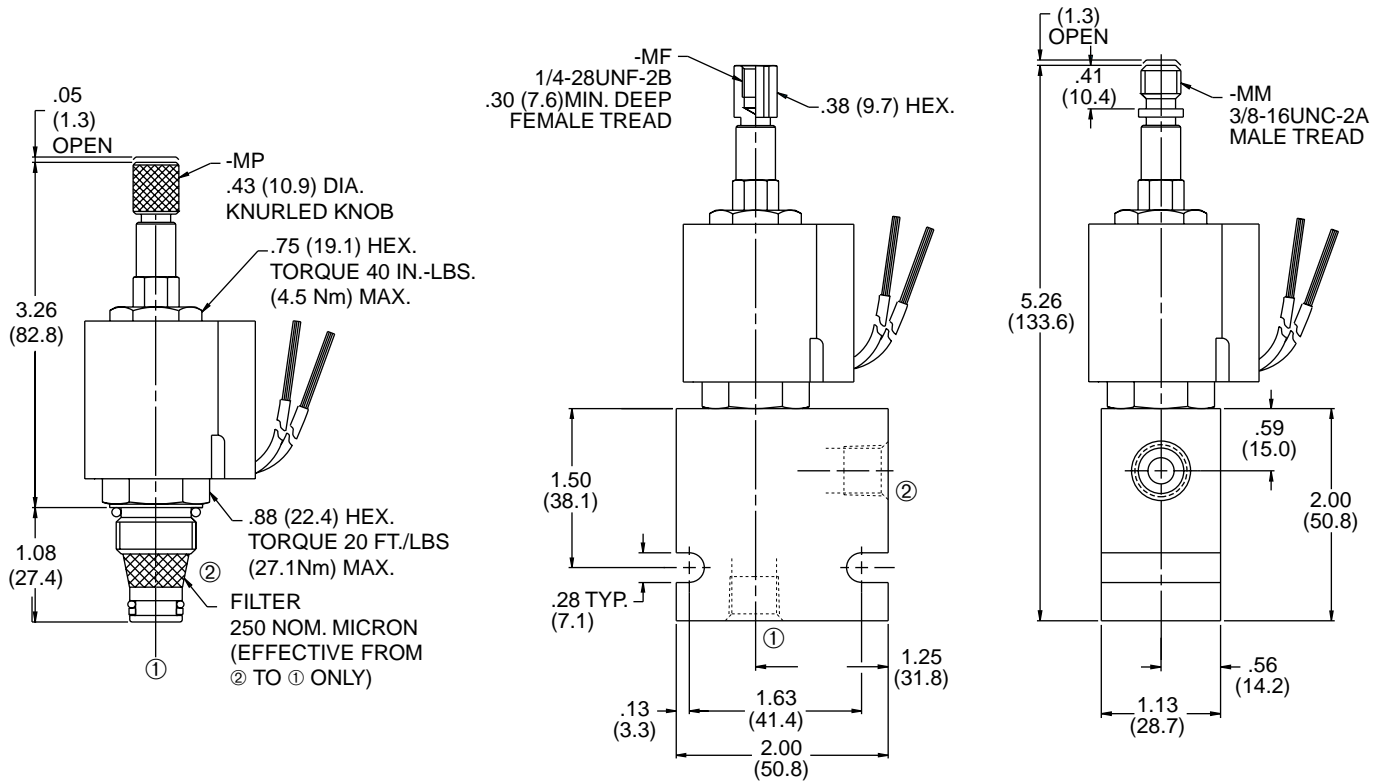 .05
(1.3)
OPEN
-MP
.43 (10.9) DIA.
KNURLED KNOB
.75 (19.1) HEX.
TORQUE 40 IN.-LBS.
(4.5 Nm) MAX.
3.26
(82.8)
1.08
(27.4)
.88 (22.4) HEX.
TORQUE 20 FT./LBS
(27.1Nm) MAX.
②
FILTER
250 NOM. MICRON
(EFFECTIVE FROM
② TO ① ONLY)
①
-MF
1/4-28UNF-2B
.30 (7.6)MIN. DEEP
FEMALE TREAD
.38 (9.7) HEX.
1.50
(38.1)
②
.28 TYP.
(7.1)
①
1.25
(31.8)
.13
(3.3)
1.63
(41.4)
2.00
(50.8)
(1.3)
OPEN
.41
(10.4)
-MM
3/8-16UNC-2A
MALE TREAD
5.26
(133.6)
.59
(15.0)
2.00
(50.8)
.56
(14.2)
1.13
(28.7)